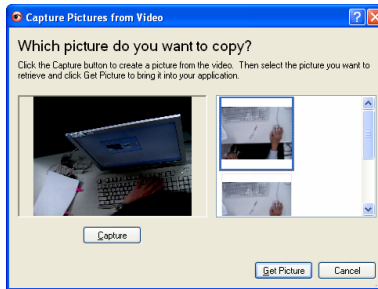 Capture Pictures from Video
Which picture do you want to copy?
Click the Capture button to create a picture from the video. Then select the picture you want to
retrieve and click Get Picture to bring it into your application.
Capture
Get Picture
Cancel